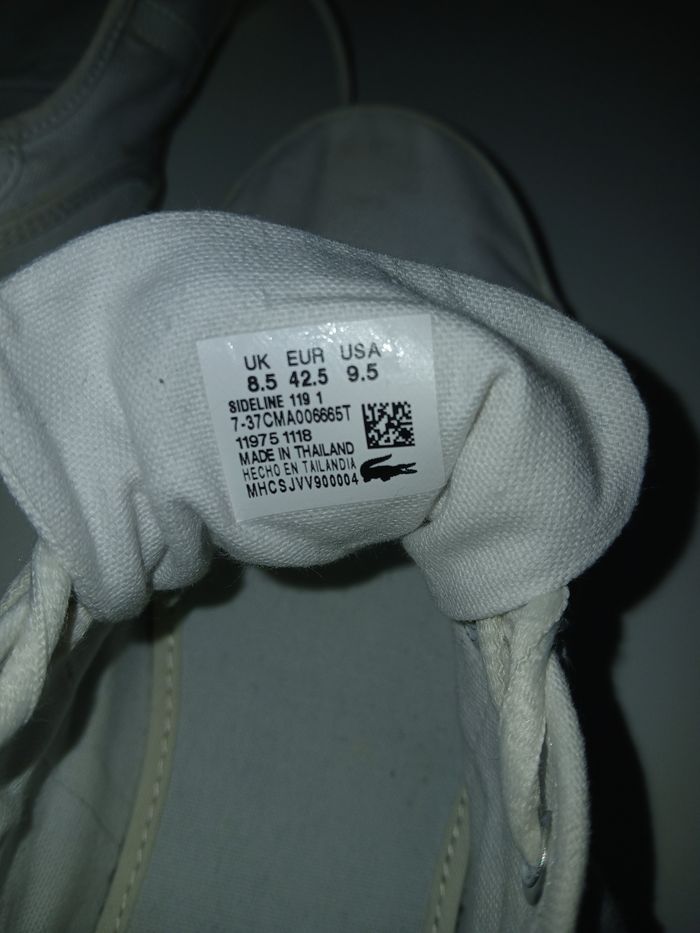 UK EUR USA
8.5 42.5 9.5
SIDELINE 119 1
7-37CMA006665T
11975 1118
MADE IN THAILAND
HECHO EN TAILANDIA
MHCSJVV900004